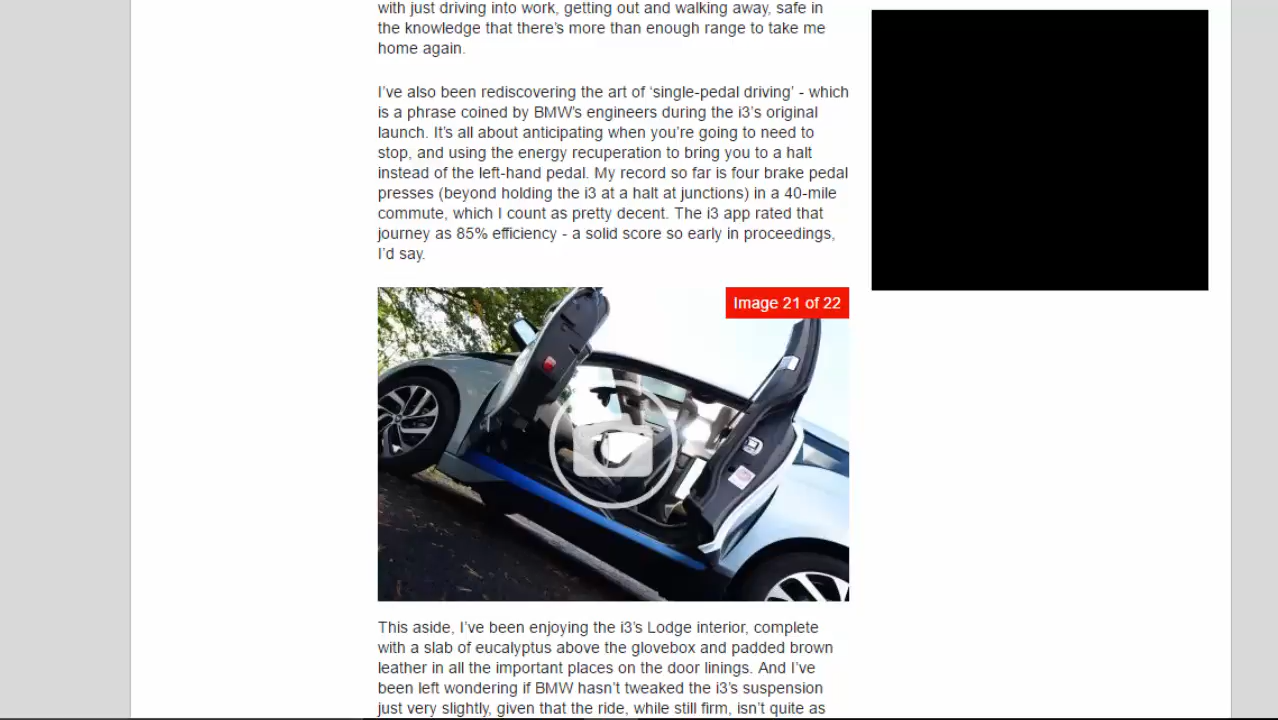 with just driving into work, getting out and walking away, safe in
the knowledge that there’s more than enough range to take me
home again.
I’ve also been rediscovering the art of ‘single-pedal driving’ - which
is a phrase coined by BMW’s engineers during the i3’s original
launch. It’s all about anticipating when you’re going to need to
stop, and using the energy recuperation to bring you to a halt
instead of the left-hand pedal. My record so far is four brake pedal
presses (beyond holding the i3 at a halt at junctions) in a 40-mile
commute, which I count as pretty decent. The i3 app rated that
journey as 85% efficiency - a solid score so early in proceedings,
I’d say.
Image 21 of 22
This aside, I’ve been enjoying the i3’s Lodge interior, complete
with a slab of eucalyptus above the glovebox and padded brown
leather in all the important places on the door linings. And I’ve
been left wondering if BMW hasn’t tweaked the i3’s suspension
just very slightly, given that the ride, while still firm, isn’t quite as